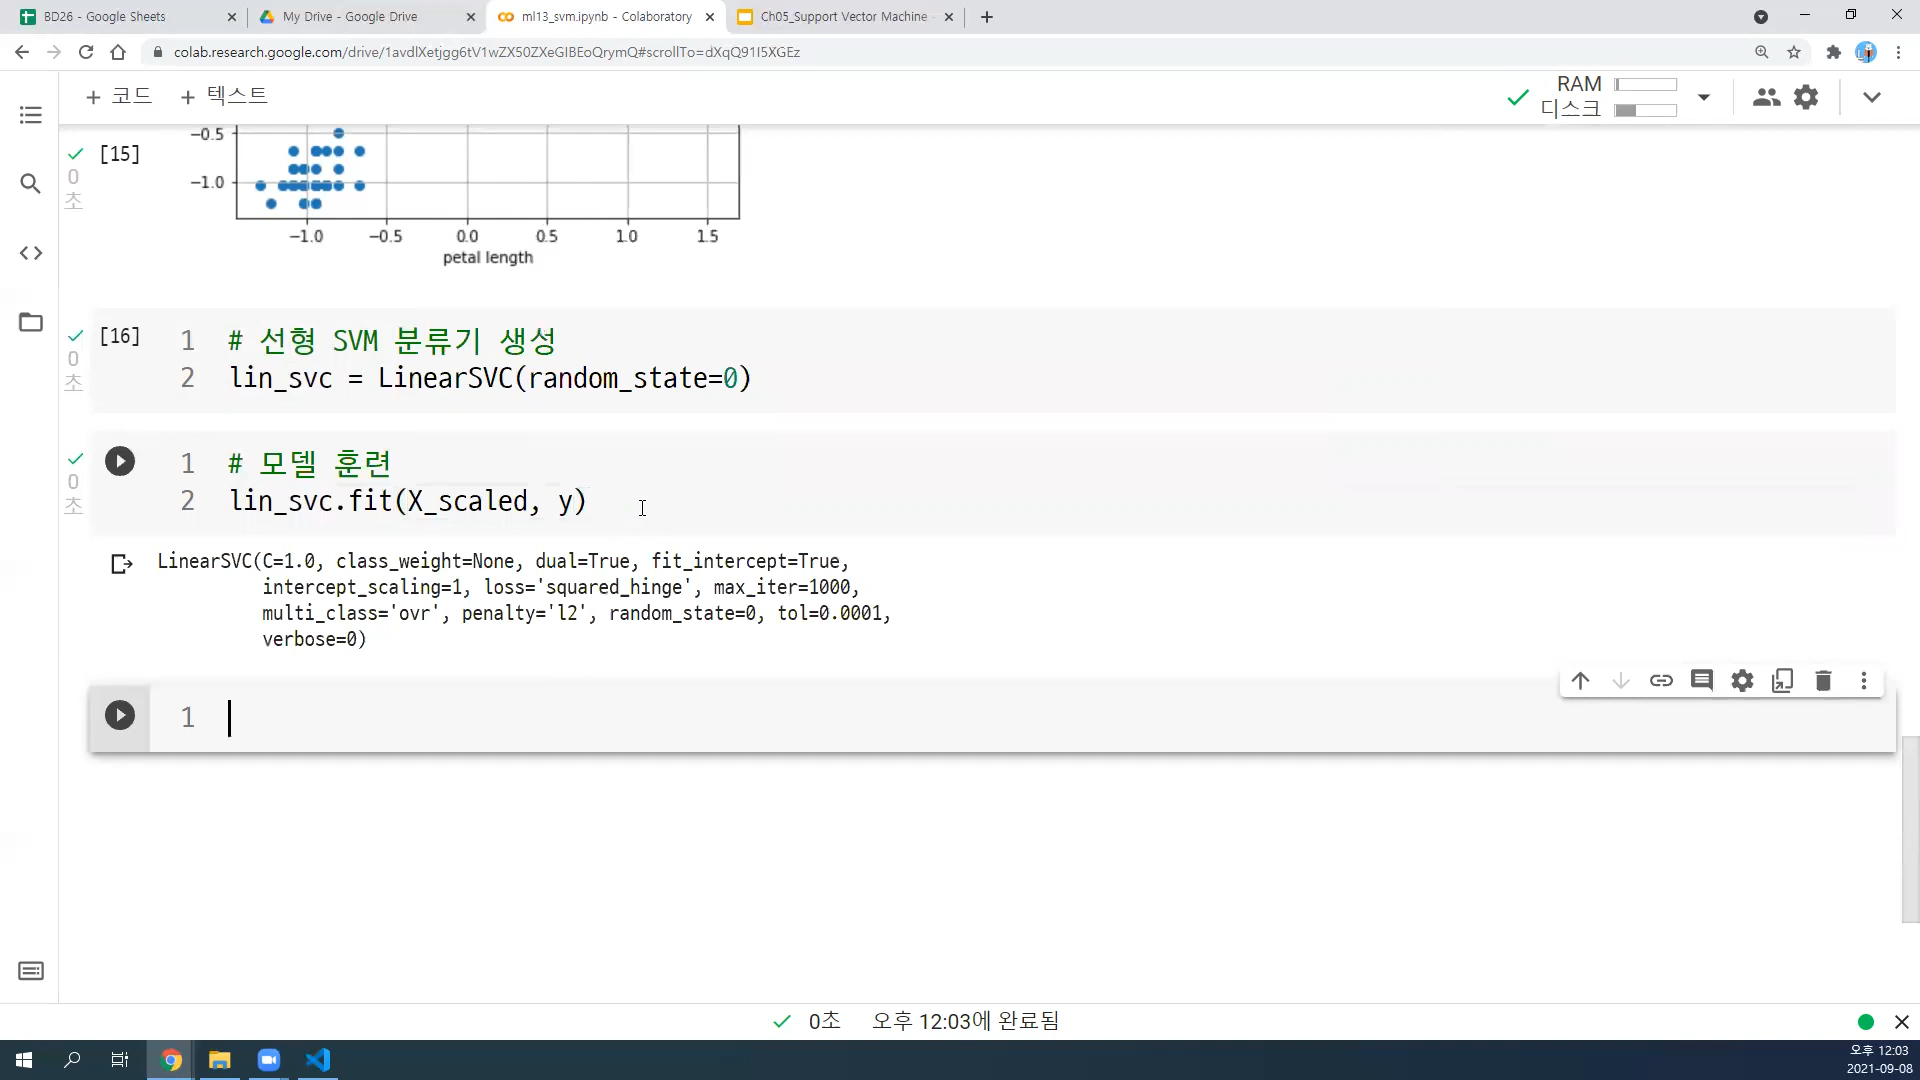 BD26 - Google Sheets
My Drive - Google Drive
ml13_svm.ipynb - Colaboratory
Ch05_Support Vector Machine
colab.research.google.com/drive/1avdlXetjgg6tV1wZX50ZXeGIBEoQrymQ#scrollTo=dXqQ91I5XGEz
+ 코드 + 텍스트
RAM
디스크
[15]
0
초
−0.5
−1.0
−1.0 −0.5 0.0 0.5 1.0 1.5
petal length
[16]
0
초
1 # 선형 SVM 분류기 생성
2 lin_svc = LinearSVC(random_state=0)
0
초
1 # 모델 훈련
2 lin_svc.fit(X_scaled, y)
LinearSVC(C=1.0, class_weight=None, dual=True, fit_intercept=True,
intercept_scaling=1, loss='squared_hinge', max_iter=1000,
multi_class='ovr', penalty='l2', random_state=0, tol=0.0001,
verbose=0)
1
0초 오후 12:03에 완료됨
오후 12:03
2021-09-08